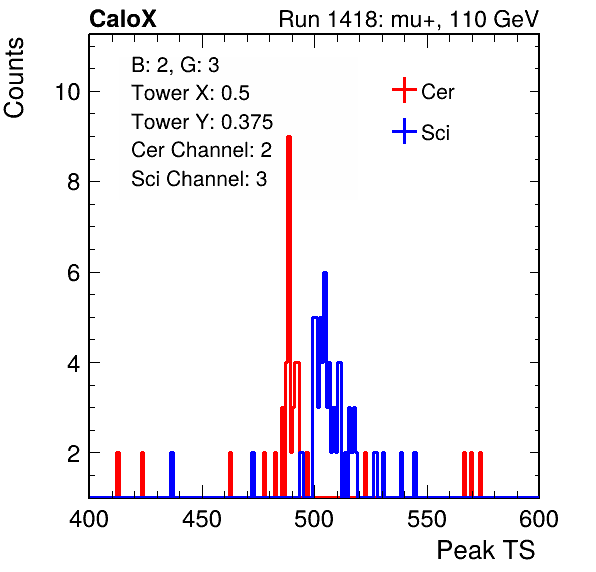 CaloX
Run 1418: mu+, 110 GeV
Counts
B: 2, G: 3
Tower X: 0.5
Tower Y: 0.375
Cer Channel: 2
Sci Channel: 3
Cer
Sci
10
8
6
4
2
400
450
500
550
600
Peak TS